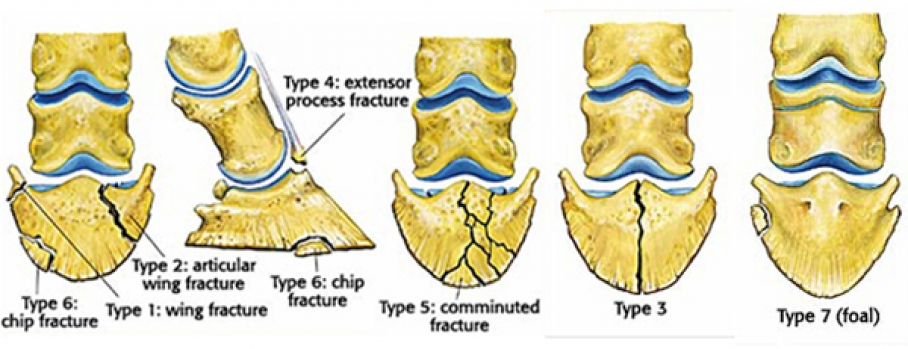 Type 4: extensor
process fracture
Type 2: articular
wing fracture
Type 6:
chip fracture
Type 1: wing fracture
Type 6: chip
fracture
Type 5: comminuted
fracture
Type 3
Type 7 (foal)